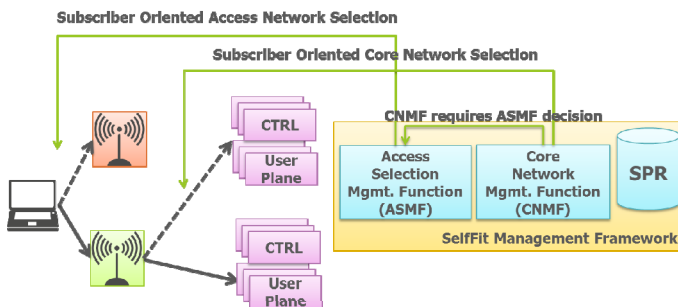 Subscriber Oriented Access Network Selection
Subscriber Oriented Core Network Selection
CNMF requires ASMF decision
CTRL
User
Plane
Access
Selection
Mgmt. Function
(ASMF)
Core
Network
Mgmt. Function
(CNMF)
SPR
SelfFit Management Framework
CTRL
User
Plane